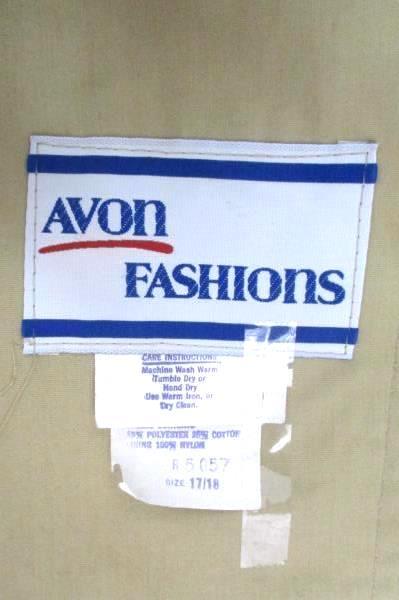 AVON
FASHIONS
CARE INSTRUCTIONS
Machine Wash Warm
Tumble Dry or
Hand Dry
Use Warm Iron, or
Dry Clean.
POLYESTER 35% COTTON
100% NYLON
5057
SIZE 17/18